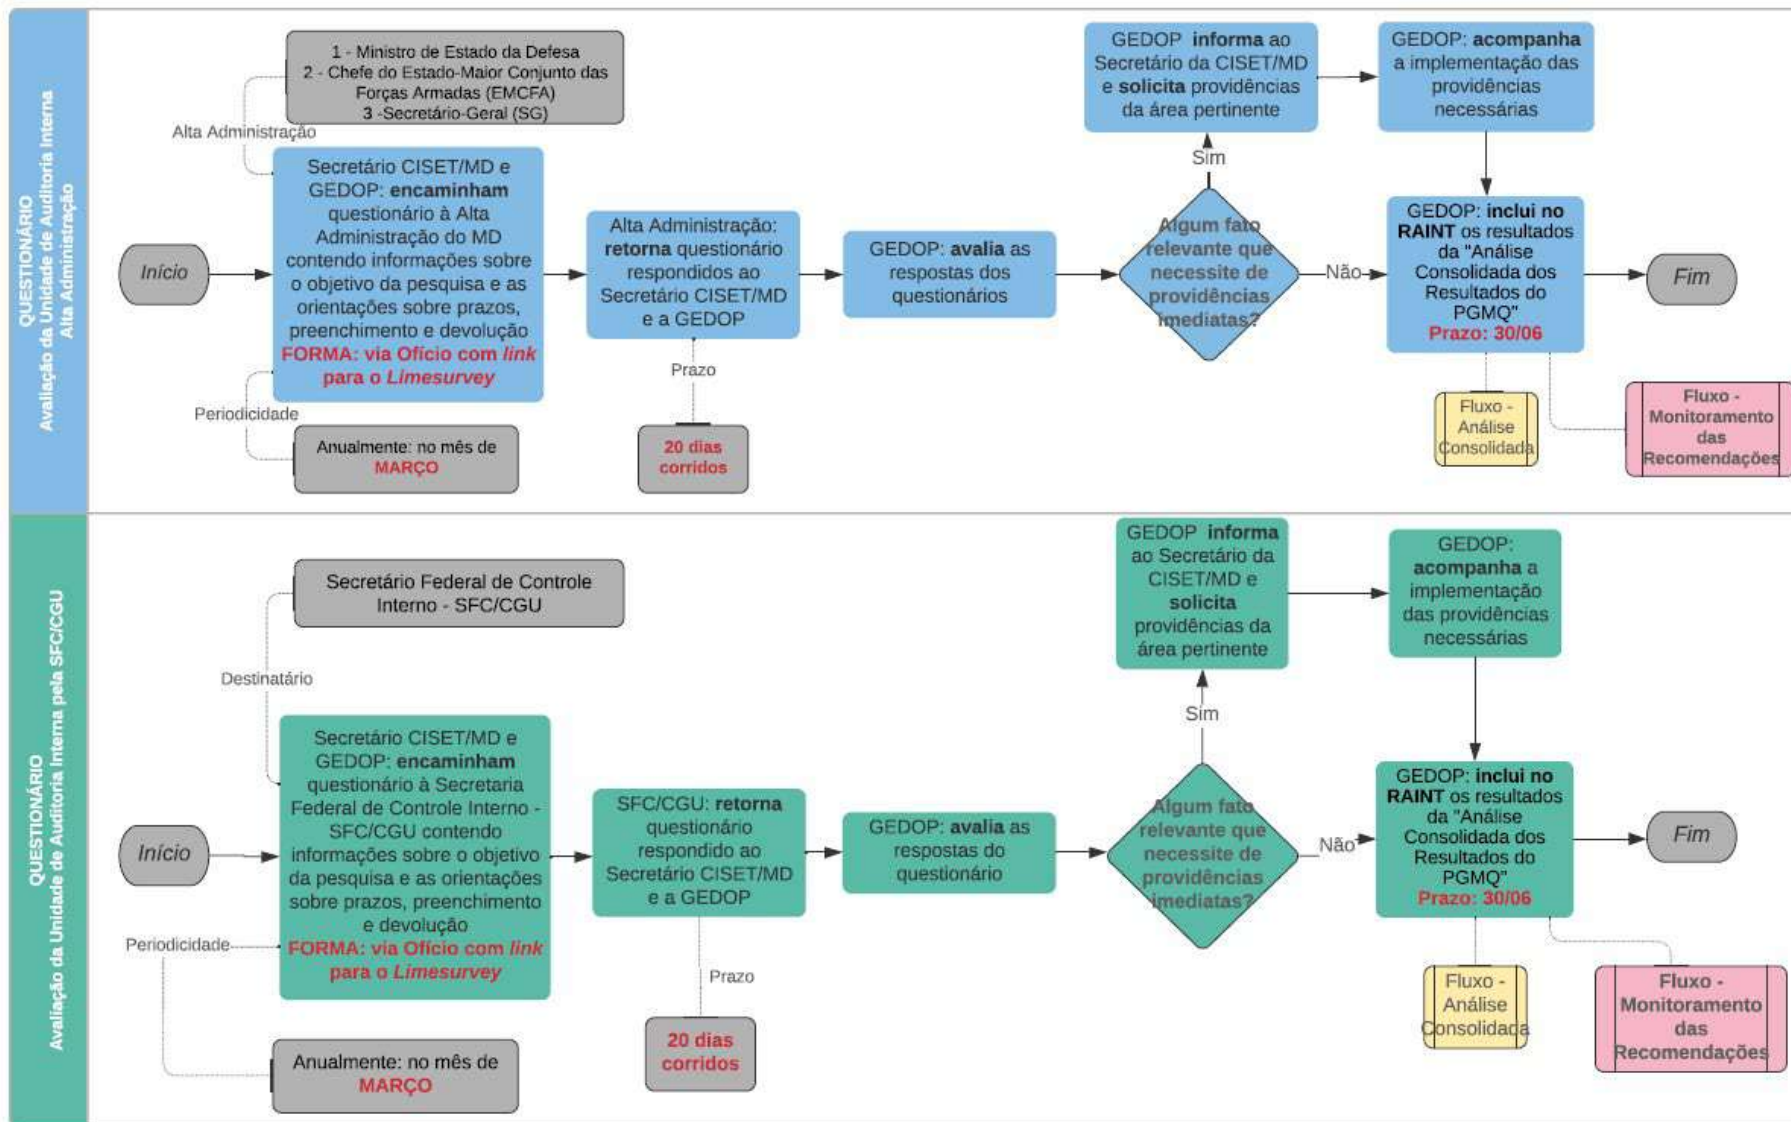 QUESTIONÁRIO
Avaliação da Unidade de Auditoria Interna
Alta Administração
1 - Ministro de Estado da Defesa
2 - Chefe do Estado-Maior Conjunto das
Forças Armadas (EMCFA)
3 -Secretário-Geral (SG)
Alta Administração
Início
Secretário CISET/MD e
GEDOP: encaminham
questionário à Alta
Administração do MD
contendo informações sobre
o objetivo da pesquisa e as
orientações sobre prazos,
preenchimento e devolução
FORMA: via Ofício com link
para o Limesurvey
Periodicidade
Anualmente: no mês de
MARÇO
Alta Administração:
retorna questionário
respondidos ao
Secretário CISET/MD
e a GEDOP
Prazo
20 dias
corridos
GEDOP: avalia as
respostas dos
questionários
Algum fato
relevante que
necessite de
providências
imediatas?
Sim
GEDOP informa ao
Secretário da CISET/MD
e solicita providências
da área pertinente
GEDOP: acompanha
a implementação das
providências
necessárias
Não
GEDOP: inclui no
RAINT os resultados
da "Análise
Consolidada dos
Resultados do
PGMQ"
Prazo: 30/06
Fim
Fluxo -
Análise
Consolidada
Fluxo -
Monitoramento
das
Recomendações
QUESTIONÁRIO
Avaliação da Unidade de Auditoria Interna pela SFC/CGU
Secretário Federal de Controle
Interno - SFC/CGU
Destinatário
Início
Secretário CISET/MD e
GEDOP: encaminham
questionário à Secretaria
Federal de Controle Interno -
SFC/CGU contendo
informações sobre o objetivo
da pesquisa e as orientações
sobre prazos, preenchimento
e devolução
FORMA: via Ofício com link
para o Limesurvey
Periodicidade
Anualmente: no mês de
MARÇO
SFC/CGU: retorna
questionário
respondido ao
Secretário CISET/MD
e a GEDOP
Prazo
20 dias
corridos
GEDOP: avalia as
respostas do
questionário
Algum fato
relevante que
necessite de
providências
imediatas?
Sim
GEDOP informa
ao Secretário da
CISET/MD e
solicita
providências da
área pertinente
GEDOP:
acompanha a
implementação
das providências
necessárias
Não
GEDOP: inclui no
RAINT os resultados
da "Análise
Consolidada dos
Resultados do
PGMQ"
Prazo: 30/06
Fim
Fluxo -
Análise
Consolidada
Fluxo -
Monitoramento
das
Recomendações